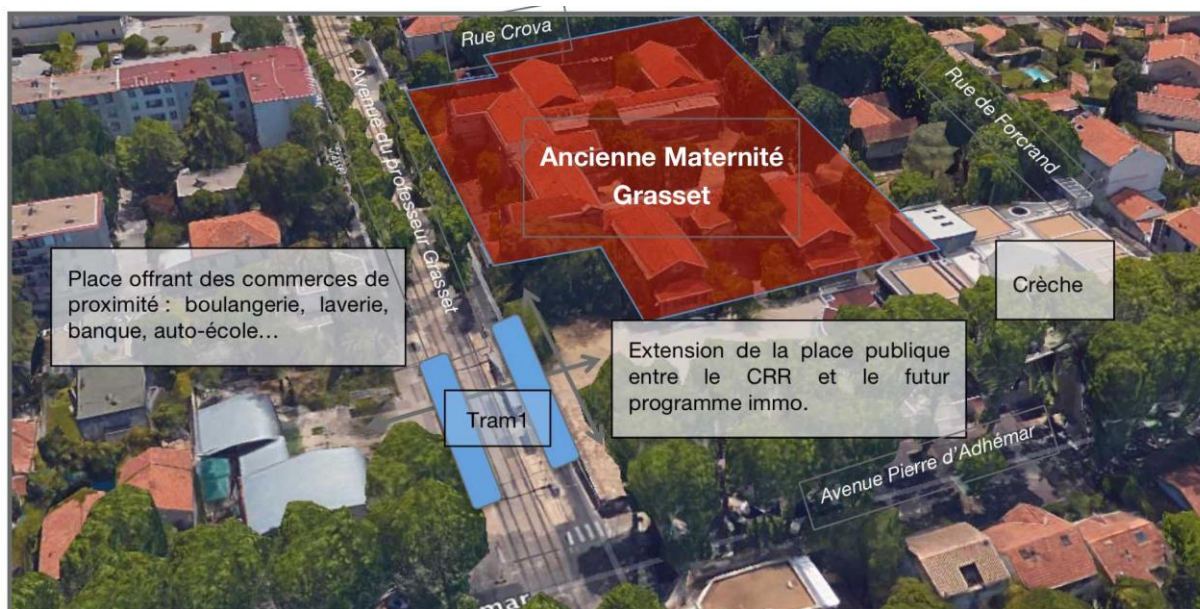 Rue Crova
Avenue du professeur Grasset
Rue de Forcrand
Ancienne Maternité
Grasset
Place offrant des commerces de
proximité : boulangerie, laverie,
banque, auto-école…
Crèche
Extension de la place publique
entre le CRR et le futur
programme immo.
Tram1
Avenue Pierre d'Adhémar
mar